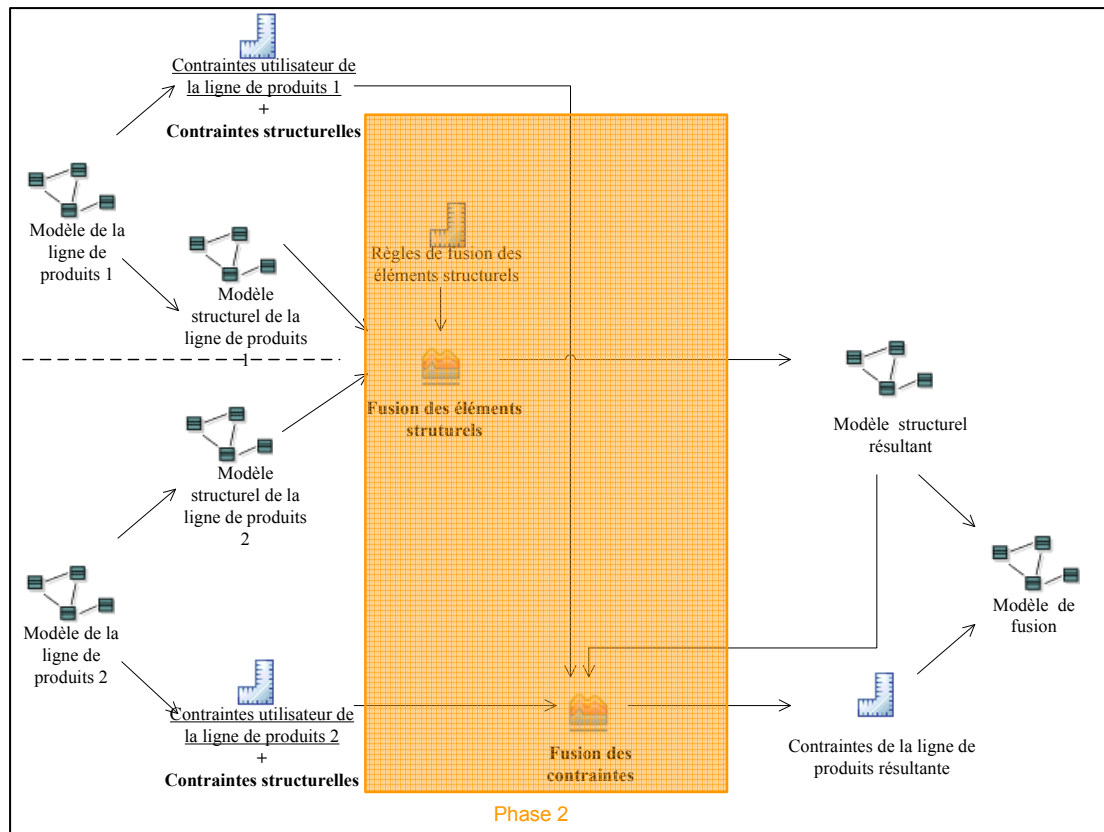 Contraintes utilisateur de
la ligne de produits 1
+
Contraintes structurelles
Modèle de la
ligne de
produits 1
Modèle
structurel de la
ligne de produits
1
Règles de fusion des
éléments structurels
Fusion des éléments
struturels
Modèle structurel
résultant
Modèle
structurel de la
ligne de produits
2
Modèle de la
ligne de
produits 2
Modèle de
fusion
Contraintes utilisateur de
la ligne de produits 2
+
Contraintes structurelles
Fusion des
contraintes
Contraintes de la ligne de
produits résultante
Phase 2